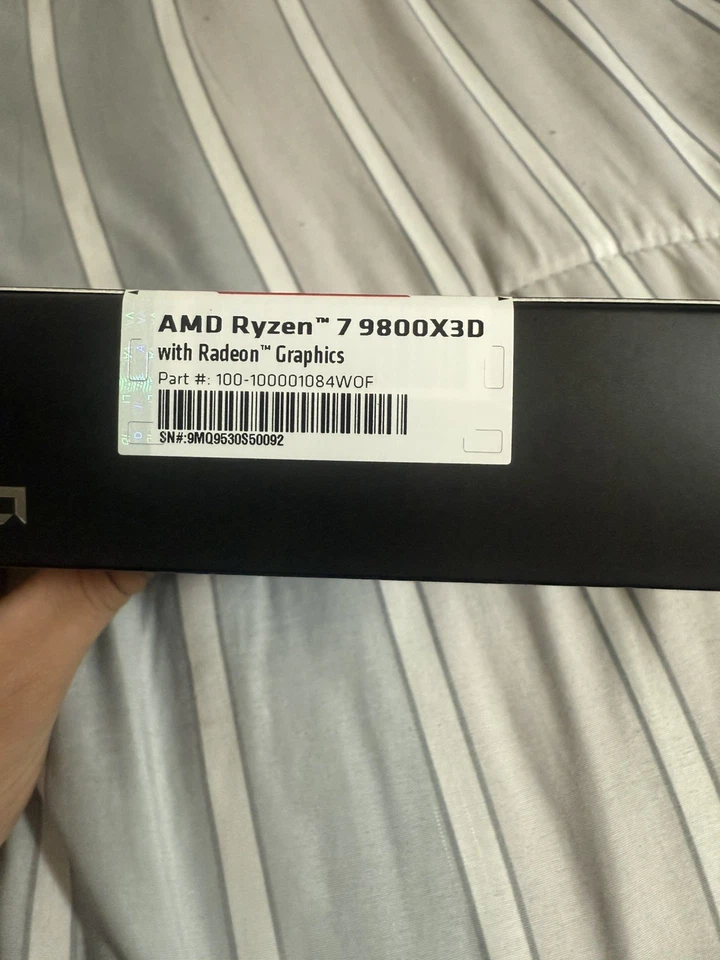 AMD Ryzen™ 7 9800X3D
with Radeon™ Graphics
Part #: 100-100001084WOF
SN#:9MQ9530S50092